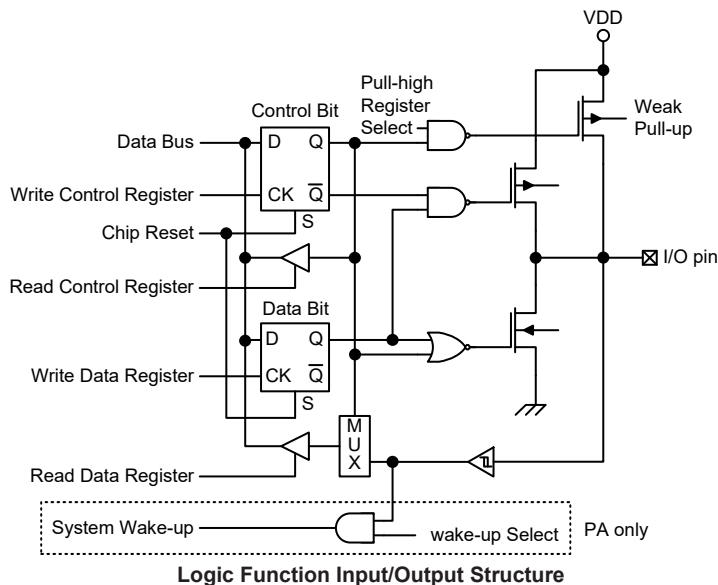 VDD
Pull-high
Register
Select
Weak
Pull-up
Control Bit
Data Bus
D Q
Write Control Register
CK Q
S
Chip Reset
I/O pin
Read Control Register
Data Bit
D Q
Write Data Register
CK Q
S
M
U
X
Read Data Register
System Wake-up
wake-up Select
PA only
Logic Function Input/Output Structure